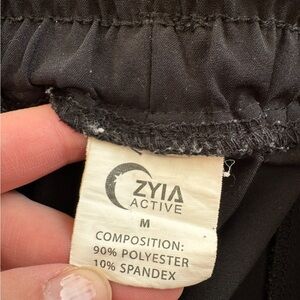 ZYIA
ACTIVE
M
COMPOSITION:
90% POLYESTER
10% SPANDEX